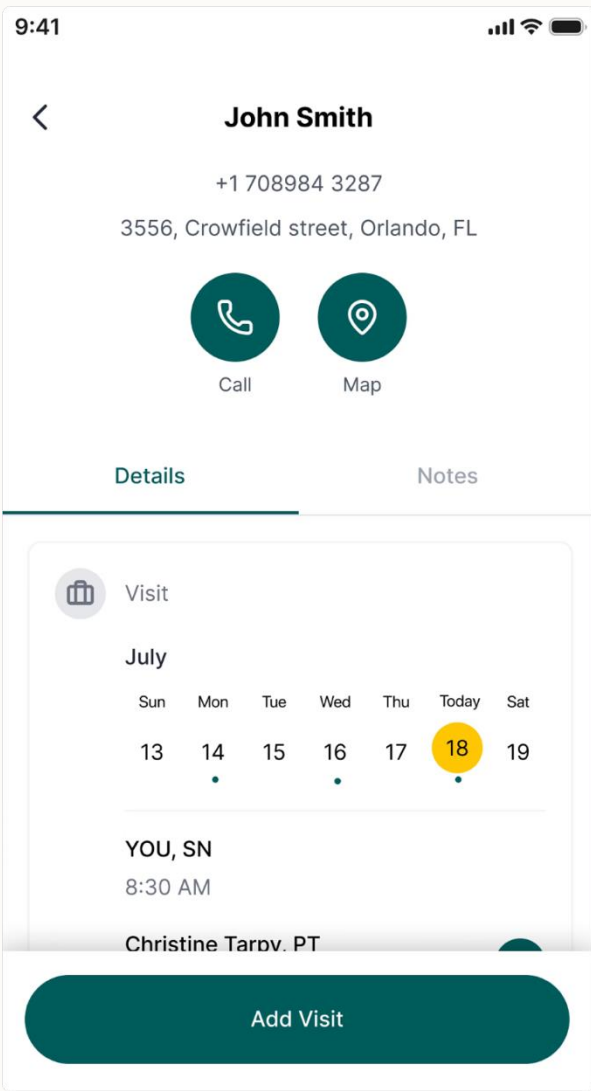 9:41
John Smith
+1 708984 3287
3556, Crowfield street, Orlando, FL
Call Map
Details Notes
Visit
July
Sun Mon Tue Wed Thu Today Sat
13 14 15 16 17 18 19
YOU, SN
8:30 AM
Christine Tarpy, PT
Add Visit